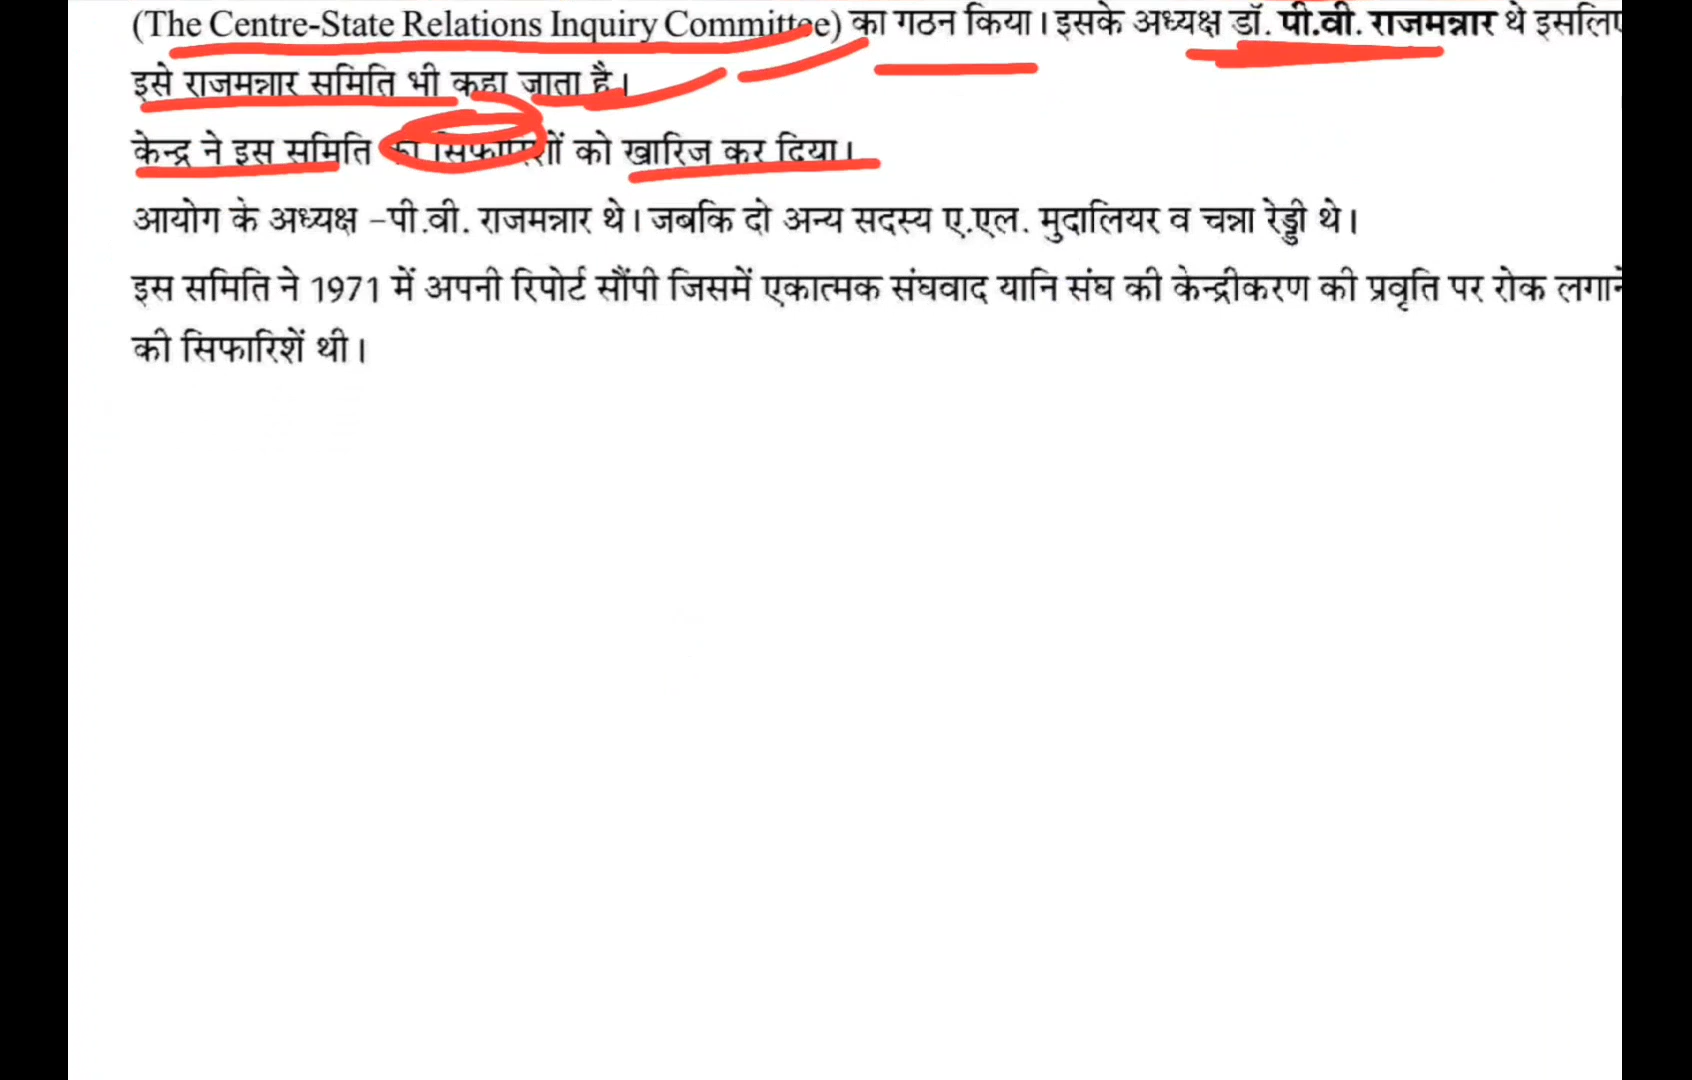 (The Centre-State Relations Inquiry Committee) का गठन किया। इसके अध्यक्ष डॉ. पी.वी. राजमन्नार थे इसलिए
इसे राजमन्नार समिति भी कहा जाता है।
केन्द्र ने इस समिति की सिफारिशों को खारिज कर दिया।
आयोग के अध्यक्ष –पी.वी. राजमन्नार थे। जबकि दो अन्य सदस्य ए.एल. मुदालियर व चन्ना रेड्डी थे।
इस समिति ने 1971 में अपनी रिपोर्ट सौंपी जिसमें एकात्मक संघवाद यानि संघ की केन्द्रीकरण की प्रवृति पर रोक लगाने
की सिफारिशें थी।